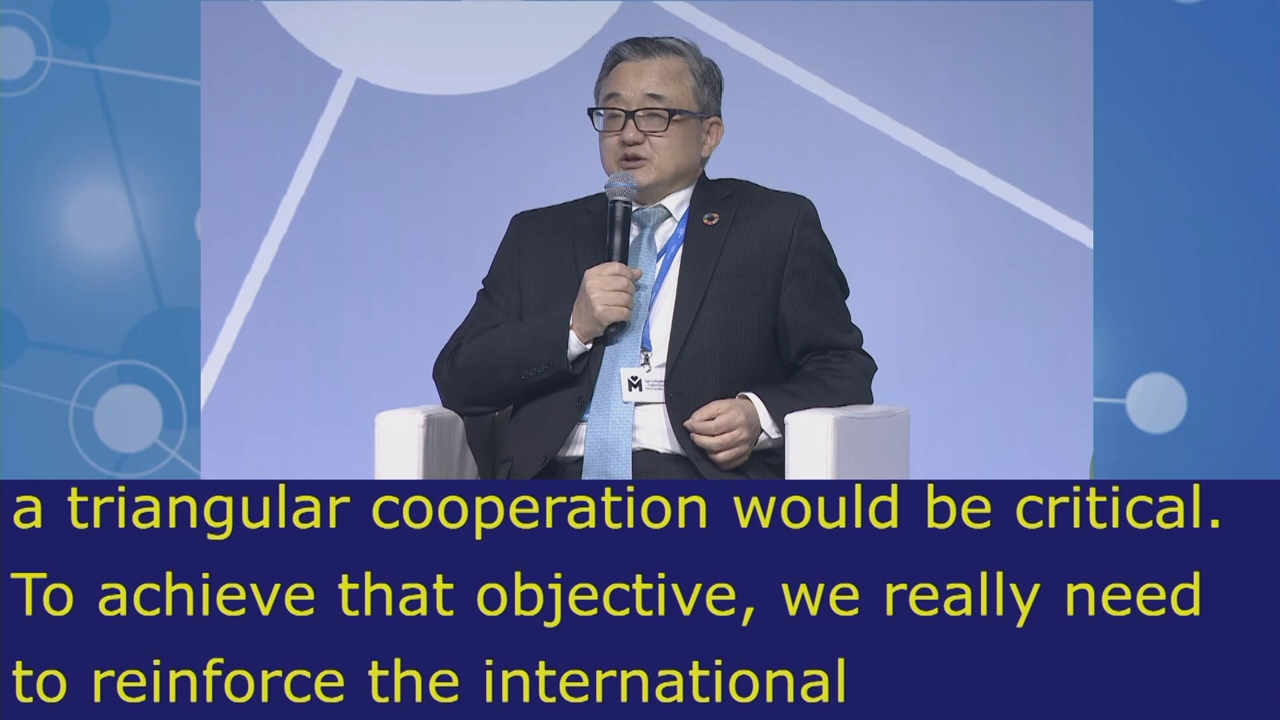 a triangular cooperation would be critical.
To achieve that objective, we really need
to reinforce the international